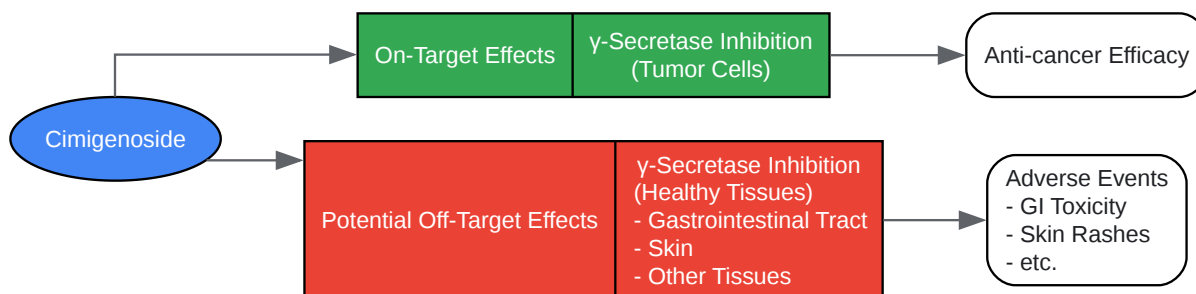 Cimigenoside
On-Target Effects
γ-Secretase Inhibition
(Tumor Cells)
Anti-cancer Efficacy
Potential Off-Target Effects
γ-Secretase Inhibition
(Healthy Tissues)
- Gastrointestinal Tract
- Skin
- Other Tissues
Adverse Events
- GI Toxicity
- Skin Rashes
- etc.